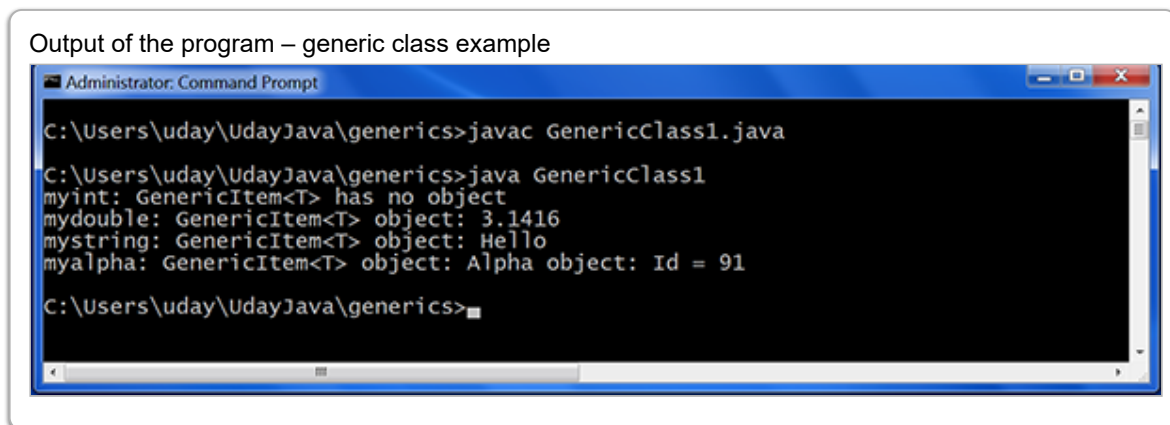 Output of the program – generic class example
Administrator: Command Prompt
C:\Users\uday\UdayJava\generics>javac GenericClass1.java
C:\Users\uday\UdayJava\generics>java GenericClass1
myint: GenericItem<T> has no object
mydouble: GenericItem<T> object: 3.1416
mystring: GenericItem<T> object: Hello
myalpha: GenericItem<T> object: Alpha object: Id = 91
C:\Users\uday\UdayJava\generics>